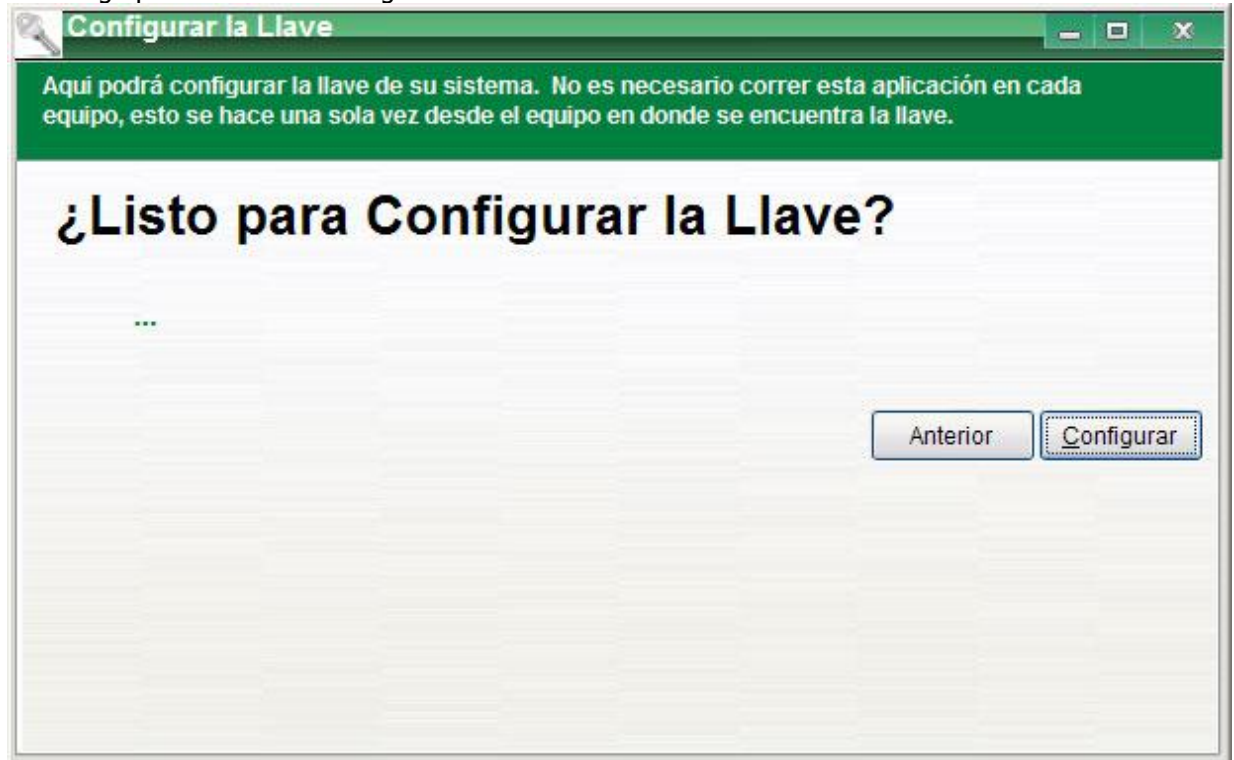 Configurar la Llave
Aqui podrá configurar la llave de su sistema.  No es necesario correr esta aplicación en cada
equipo, esto se hace una sola vez desde el equipo en donde se encuentra la llave.
¿Listo para Configurar la Llave?
...
Anterior
Configurar